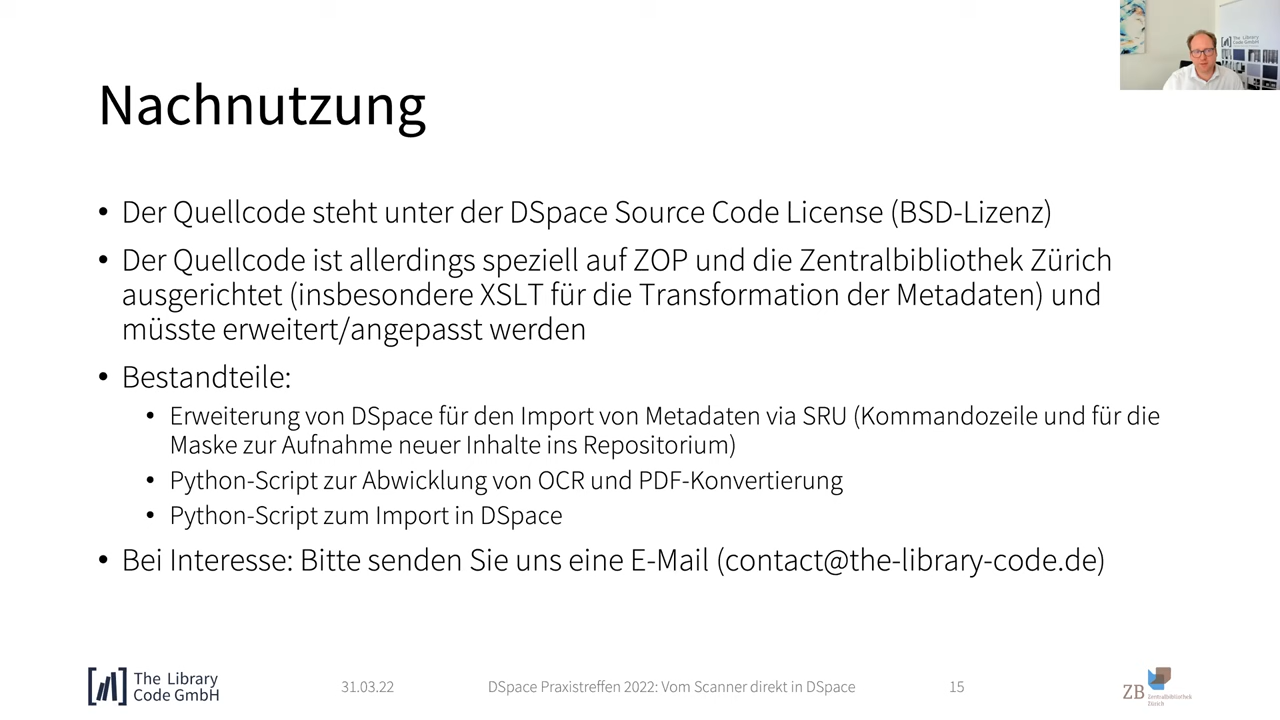 The Library
Code GmbH
Nachnutzung
• Der Quellcode steht unter der DSpace Source Code License (BSD-Lizenz)
• Der Quellcode ist allerdings speziell auf ZOP und die Zentralbibliothek Zürich
ausgerichtet (insbesondere XSLT für die Transformation der Metadaten) und
müsste erweitert/angepasst werden
• Bestandteile:
• Erweiterung von DSpace für den Import von Metadaten via SRU (Kommandozeile und für die
Maske zur Aufnahme neuer Inhalte ins Repositorium)
• Python-Script zur Abwicklung von OCR und PDF-Konvertierung
• Python-Script zum Import in DSpace
• Bei Interesse: Bitte senden Sie uns eine E-Mail (contact@the-library-code.de)
The Library
Code GmbH
31.03.22
DSpace Praxistreffen 2022: Vom Scanner direkt in DSpace
15
ZB Zentralbibliothek
Zürich